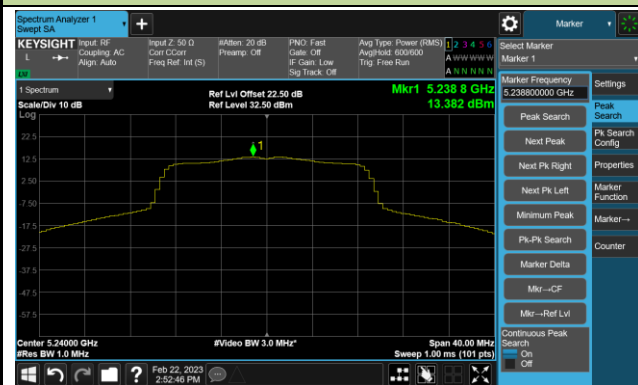 Spectrum Analyzer 1
Swept SA
+
Marker
KEYSIGHT
L
Input: RF
Coupling: AC
Align: Auto
Input Z: 50 Ω
Corr CCorr
Freq Ref: Int (S)
#Atten: 20 dB
Preamp: Off
PNO: Fast
Gate: Off
IF Gain: Low
Sig Track: Off
Avg Type: Power (RMS)
Avg|Hold: 600/600
Trig: Free Run
1 2 3 4 5 6
A W W W W W
A N N N N N
Select Marker
Marker 1
1 Spectrum
Scale/Div 10 dB
Log
Ref Lvl Offset 22.50 dB
Ref Level 32.50 dBm
Mkr1 5.238 8 GHz
13.382 dBm
1
22.5
12.5
2.50
-7.50
-17.5
-27.5
-37.5
-47.5
-57.5
Center 5.24000 GHz
#Res BW 1.0 MHz
#Video BW 3.0 MHz*
Span 40.00 MHz
Sweep 1.00 ms (101 pts)
Marker Frequency
5.238800000 GHz
Peak Search
Next Peak
Next Pk Right
Next Pk Left
Minimum Peak
Pk-Pk Search
Marker Delta
Mkr→CF
Mkr→Ref Lvl
Continuous Peak
Search
On
Off
Settings
Peak
Search
Pk Search
Config
Properties
Marker
Function
Marker→
Counter
?
Feb 22, 2023
2:52:46 PM